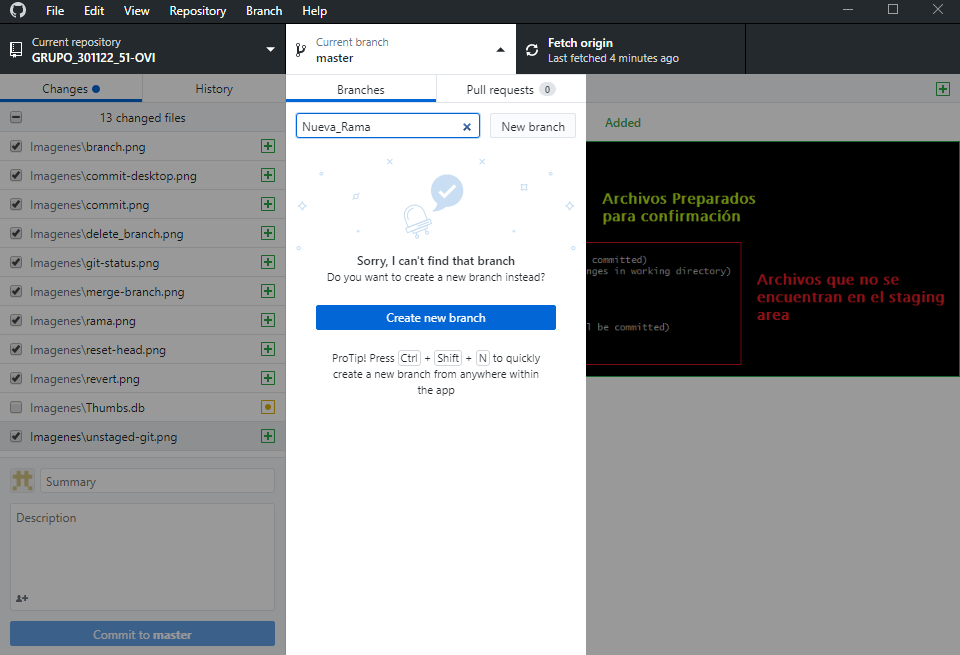 File Edit View Repository Branch Help
Current repository
GRUPO_301122_51-OVI
Current branch
master
Fetch origin
Last fetched 4 minutes ago
Changes
History
13 changed files
Imagenes\branch.png
Imagenes\commit-desktop.png
Imagenes\commit.png
Imagenes\delete_branch.png
Imagenes\git-status.png
Imagenes\merge-branch.png
Imagenes\rama.png
Imagenes\reset-head.png
Imagenes\revert.png
Imagenes\Thumbs.db
Imagenes\unstaged-git.png
Summary
Description
Commit to master
Branches
Pull requests 0
Nueva_Rama
New branch
Sorry, I can't find that branch
Do you want to create a new branch instead?
Create new branch
ProTip! Press Ctrl + Shift + N to quickly
create a new branch from anywhere within
the app
Added
Archivos Preparados
para confirmación
committed)
nges in working directory)
l be committed)
Archivos que no se
encuentran en el staging
area